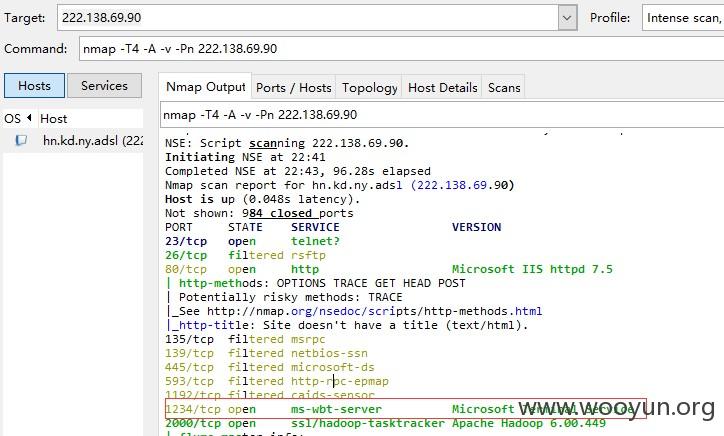 Target: 222.138.69.90 Profile: Intense scan,
Command: nmap -T4 -A -v -Pn 222.138.69.90
Hosts Services
Nmap Output Ports / Hosts Topology Host Details Scans
OS Host
nmap -T4 -A -v -Pn 222.138.69.90
hn.kd.ny.adsl (222
NSE: Script scanning 222.138.69.90.
Initiating NSE at 22:41
Completed NSE at 22:43, 96.28s elapsed
Nmap scan report for hn.kd.ny.adsl (222.138.69.90)
Host is up (0.048s latency).
Not shown: 984 closed ports
PORT STATE SERVICE VERSION
23/tcp open telnet?
26/tcp filtered rsftp
80/tcp open http Microsoft IIS httpd 7.5
| http-methods: OPTIONS TRACE GET HEAD POST
| Potentially risky methods: TRACE
|_See http://nmap.org/nsedoc/scripts/http-methods.html
|_http-title: Site doesn't have a title (text/html).
135/tcp filtered msrpc
139/tcp filtered netbios-ssn
445/tcp filtered microsoft-ds
593/tcp filtered http-rpc-epmap
1192/tcp filtered caids-sensor
1234/tcp open ms-wbt-server Microsoft Terminal Service
www.wooyun.org
2000/tcp open ssl/hadoop-tasktracker Apache Hadoop 6.00.449